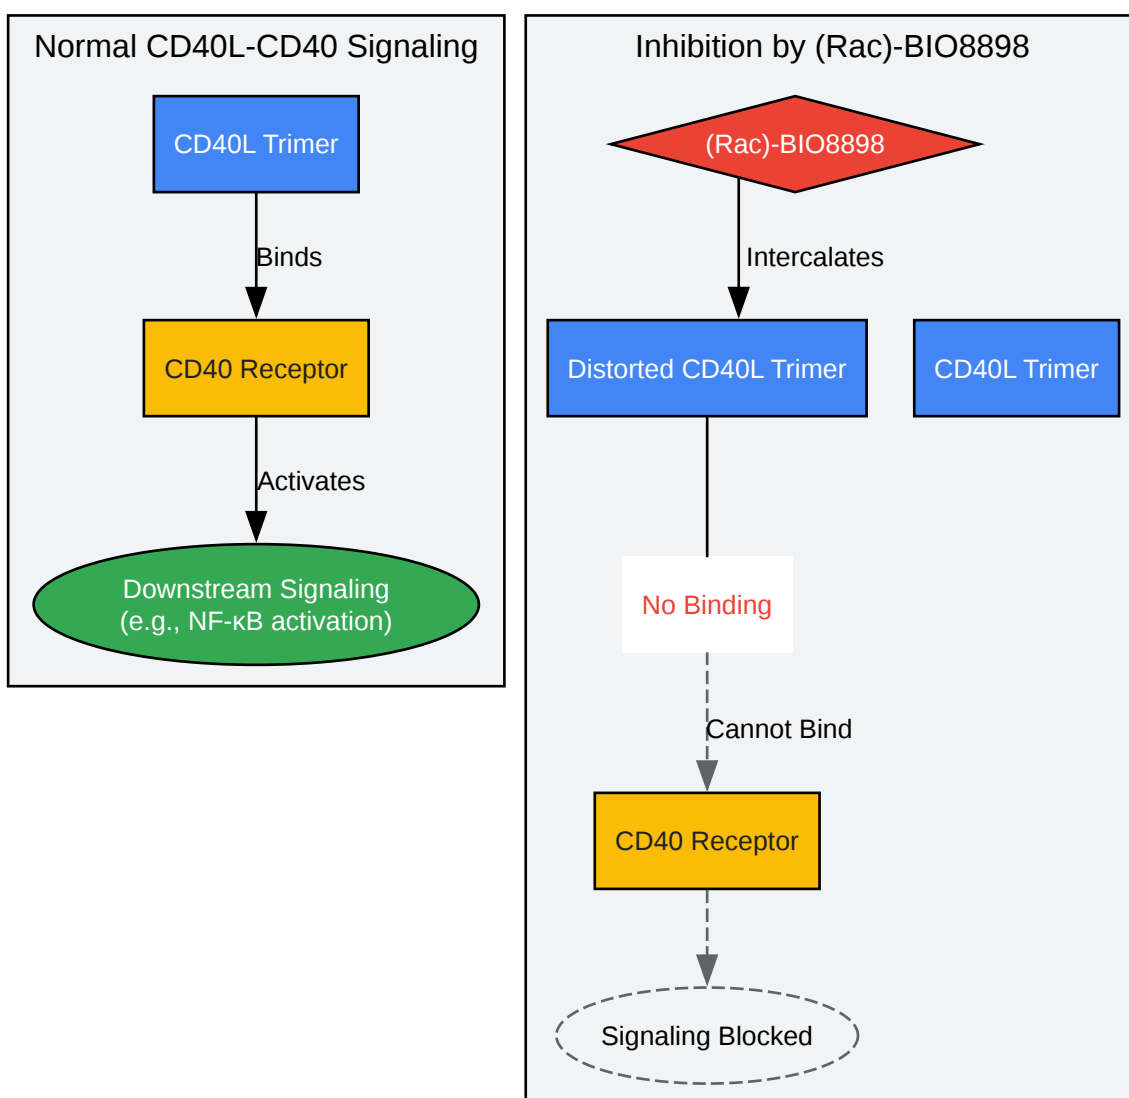 Normal CD40L-CD40 Signaling
CD40L Trimer
Binds
CD40 Receptor
Activates
Downstream Signaling
(e.g., NF-κB activation)
Inhibition by (Rac)-BIO8898
(Rac)-BIO8898
Intercalates
Distorted CD40L Trimer
CD40L Trimer
No Binding
Cannot Bind
CD40 Receptor
Signaling Blocked